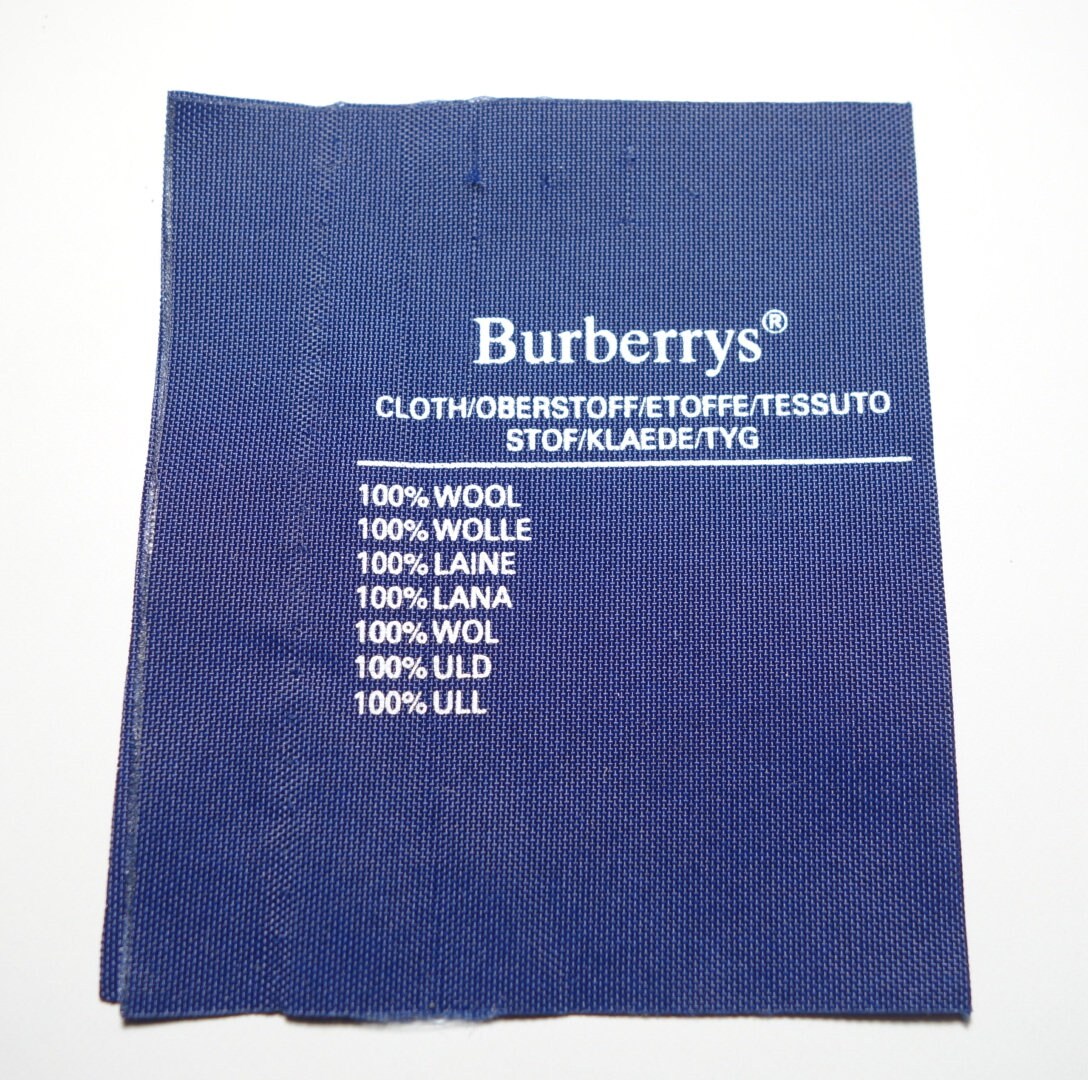 Burberrys®
CLOTH/OBERSTOFF/ETOFFE/TESSUTO
STOF/KLAEDE/TYG
100% WOOL
100% WOLLE
100% LAINE
100% LANA
100% WOL
100% ULD
100% ULL